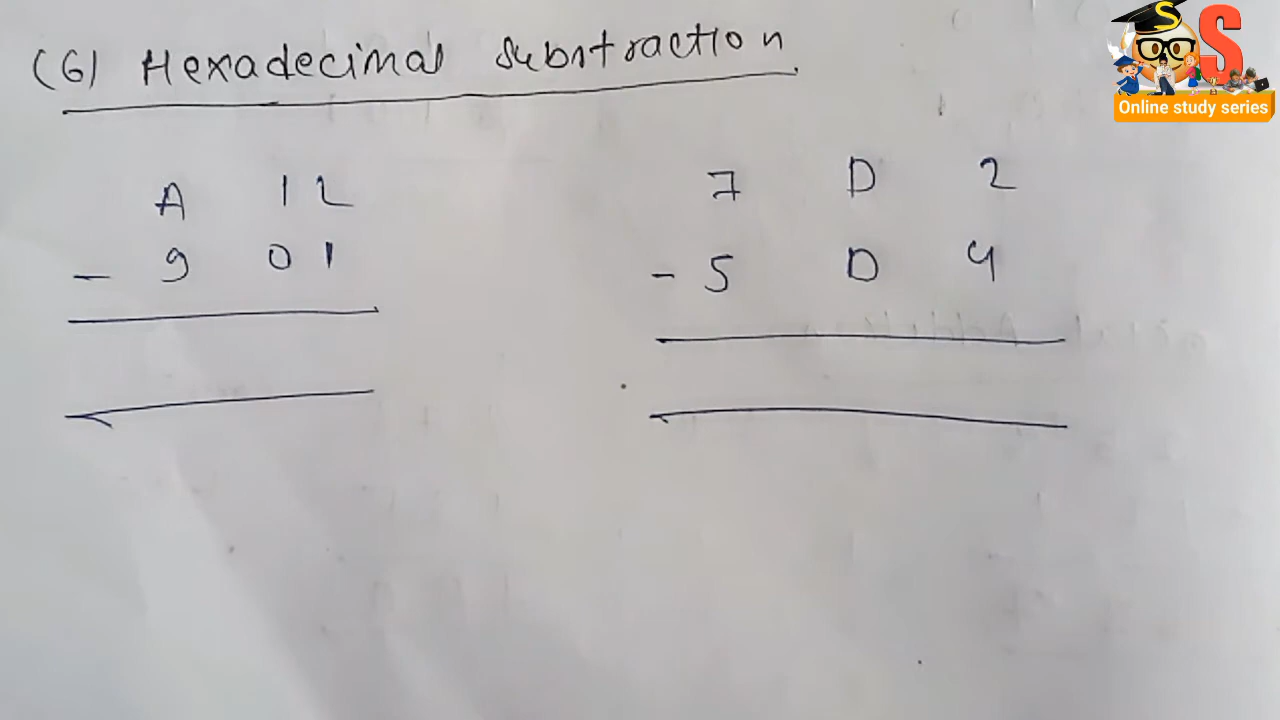 (6) Hexadecimal Subtraction
A 1 2
- 9 0 1
7 D 2
- 5 D 4
S S
Online study series